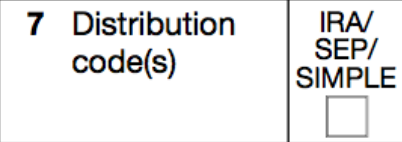 7 Distribution
code(s)
IRA/
SEP/
SIMPLE